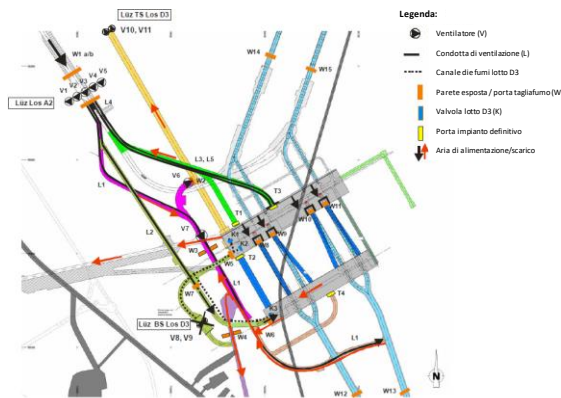 Lüz TS Los D3
V10, V11
W1 a/b
V5
V4
V3
V2
V1
L4
Lüz Los A2
W14
W15
L3, L5
V6
W2
L1
T3
T1
L2
V7
K1
K2
W3
W5
T2
W8
W9
W10
W11
W7
L1
K3
T4
Lüz BS Los D3
V8, V9
W4
W6
L1
W12
W13
N
Legenda:
Ventilatore (V)
Condotta di ventilazione (L)
Canale die fumi lotto D3
Parete esposta / porta tagliafumo (W
Valvola lotto D3 (K)
Porta impianto definitivo
Aria di alimentazione/scarico